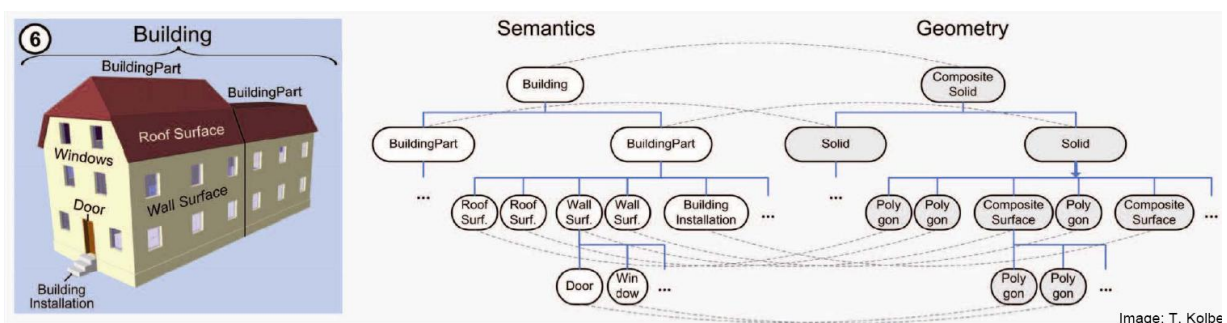 6
Building
BuildingPart
BuildingPart
Roof Surface
Windows
Wall Surface
Door
Building
Installation
Semantics
Building
BuildingPart
BuildingPart
...
Roof
Surf.
Roof
Surf.
Wall
Surf.
Wall
Surf.
Building
Installation
...
Door
Win
dow
...
Geometry
Composite
Solid
Solid
Solid
...
Poly
gon
Poly
gon
Composite
Surface
Poly
gon
Composite
Surface
...
Poly
gon
Poly
gon
...
Image: T. Kolbe